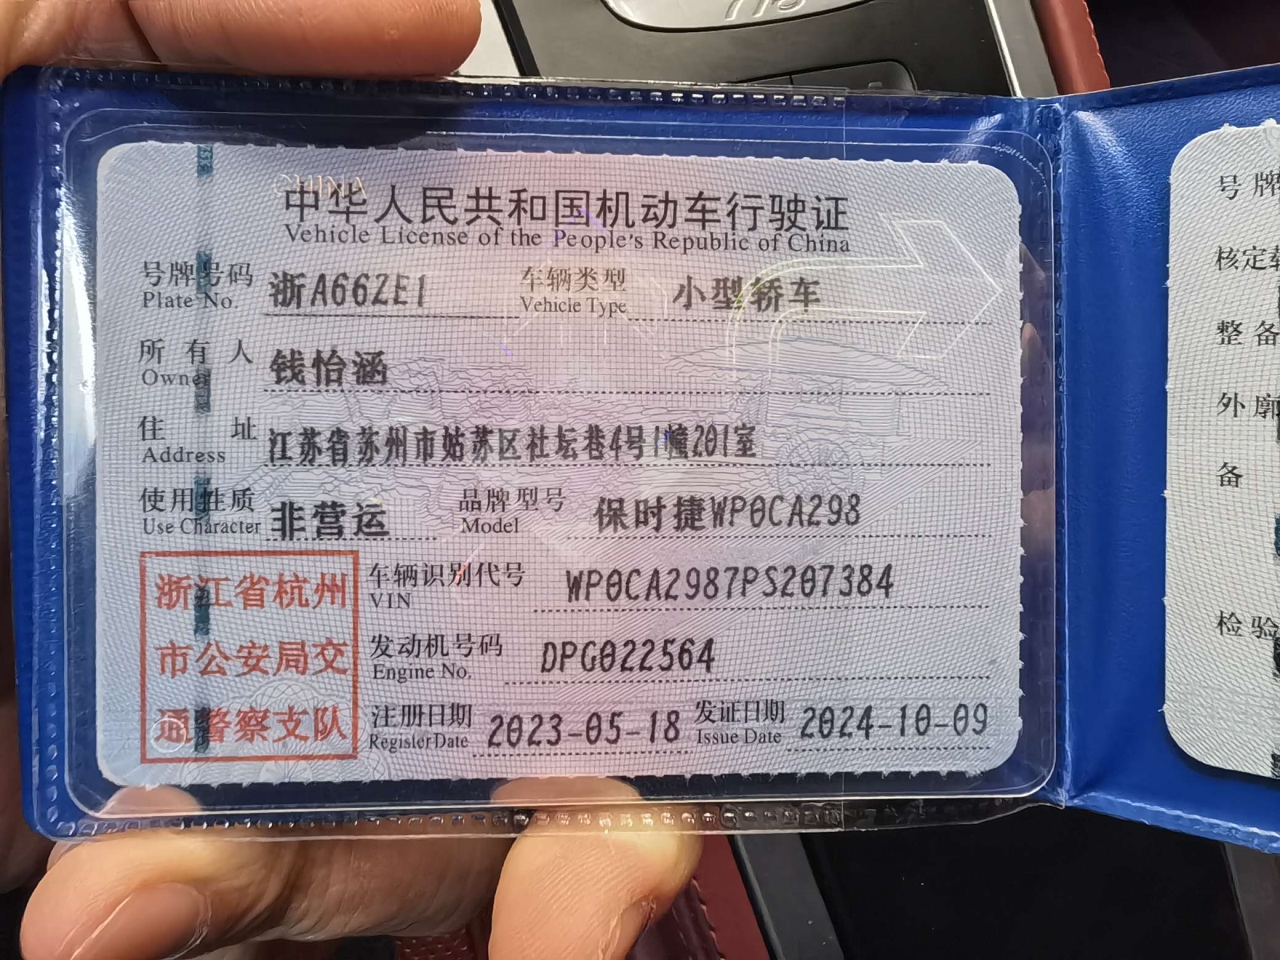 中华人民共和国机动车行驶证
Vehicle License of the People's Republic of China
号牌号码 浙A66ZE1 车辆类型 小型轿车
Plate No. Vehicle Type
所有人 钱怡涵
Owner
住址 江苏省苏州市姑苏区社坛巷4号1幢201室
Address
使用性质 非营运 品牌型号 保时捷WP0CA298
Use Character Model
浙江省杭州
市公安局交
通警察支队
车辆识别代号 WP0CA2987PS207384
VIN
发动机号码 DPG022564
Engine No.
注册日期 2023-05-18 发证日期 2024-10-09
Register Date Issue Date
号牌
核定载
整备
外廓
备
检验